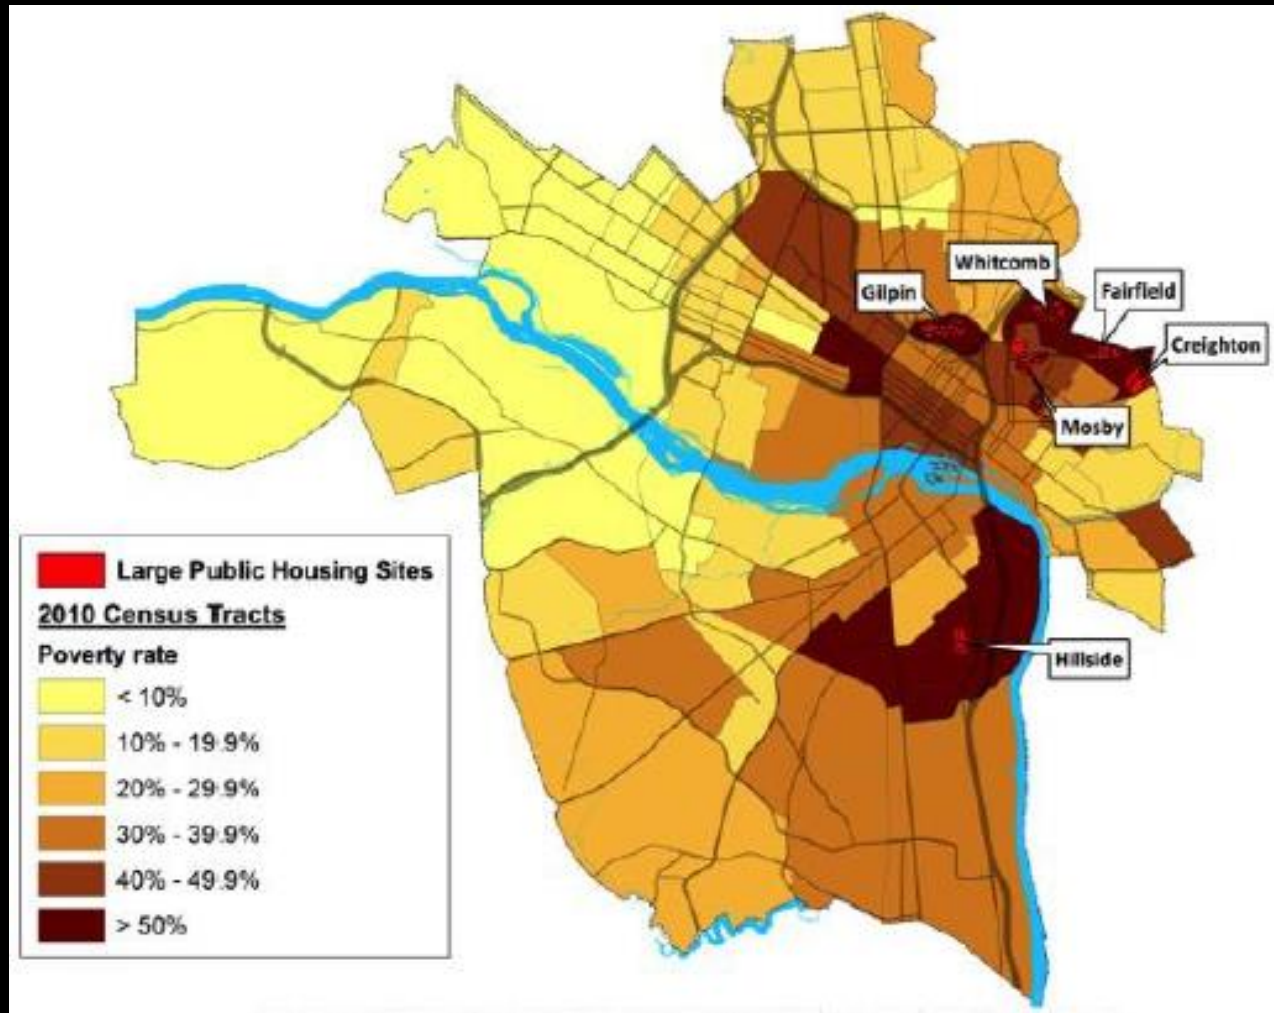 Whitcomb
Gilpin
Fairfield
Creighton
Mosby
Hillside
Large Public Housing Sites
2010 Census Tracts
Poverty rate
< 10%
10% - 19.9%
20% - 29.9%
30% - 39.9%
40% - 49.9%
> 50%